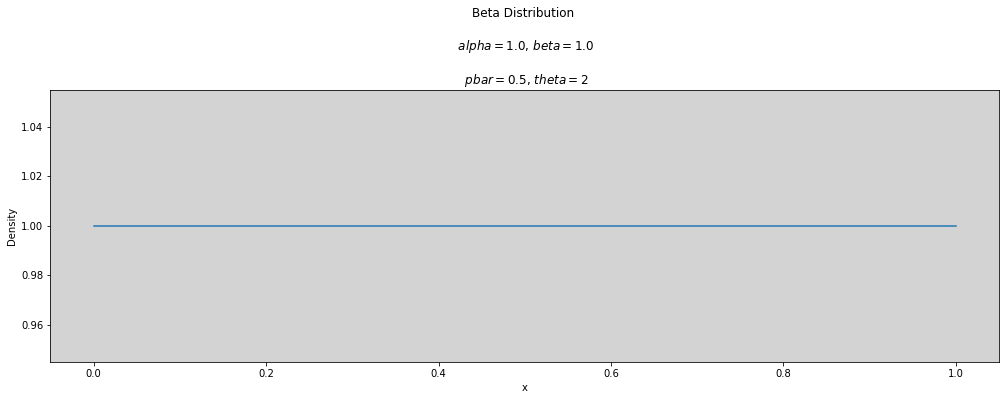 Beta Distribution
alpha = 1.0, beta = 1.0
pbar = 0.5, theta = 2
1.04
1.02
1.00
0.98
0.96
Density
0.0 0.2 0.4 0.6 0.8 1.0
x